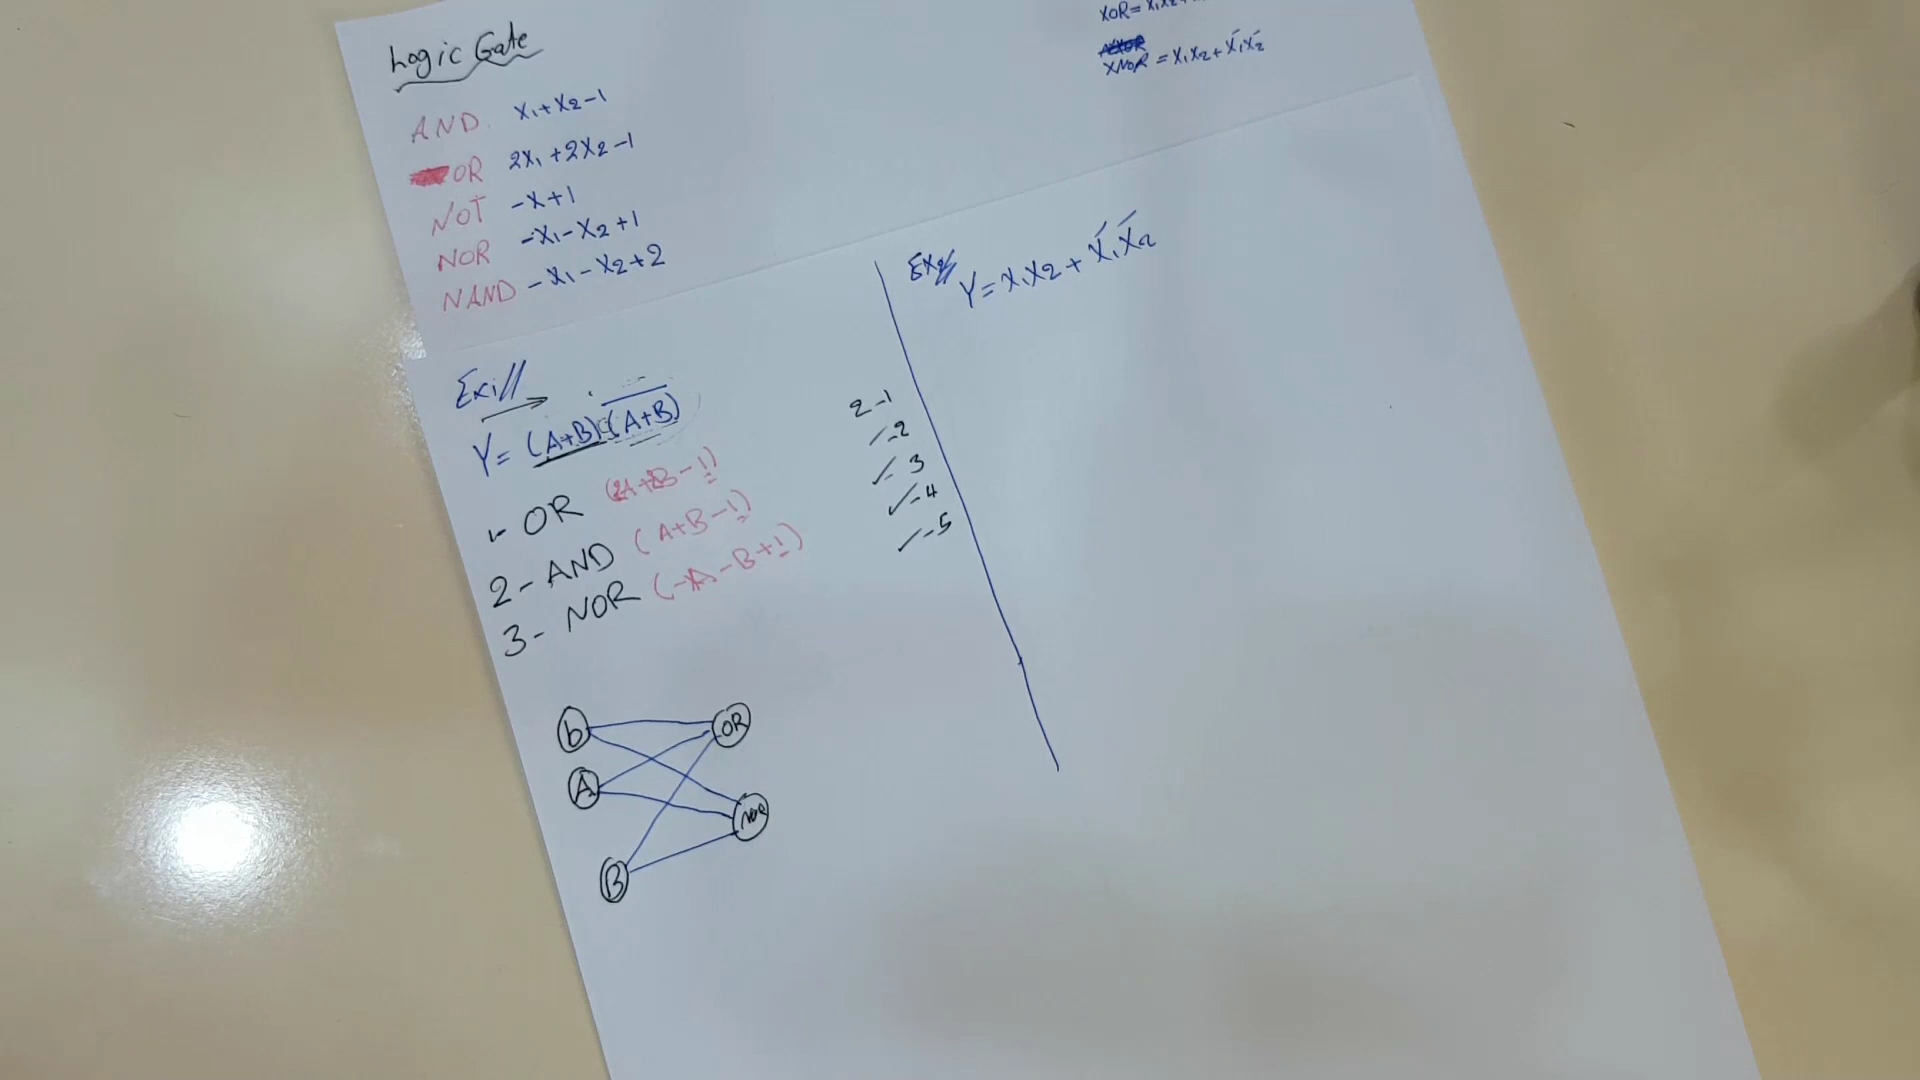 Logic Gate
AND x₁+x₂-1
OR 2x₁+2x₂-1
NOT -x+1
NOR -x₁-x₂+1
NAND -x₁-x₂+2
XOR= x₁x₂
XNOR = x₁x₂+x̄₁x̄₂
Ex1//
Y= (A+B)·(A+B)‾
1- OR (2A+2B-1)
2- AND (A+B-1)
3- NOR (-A-B+1)
b
OR
A
NOR
B
2-1
-2
-3
-4
-5
Ex2// Y= x₁x₂ + x̄₁x̄₂